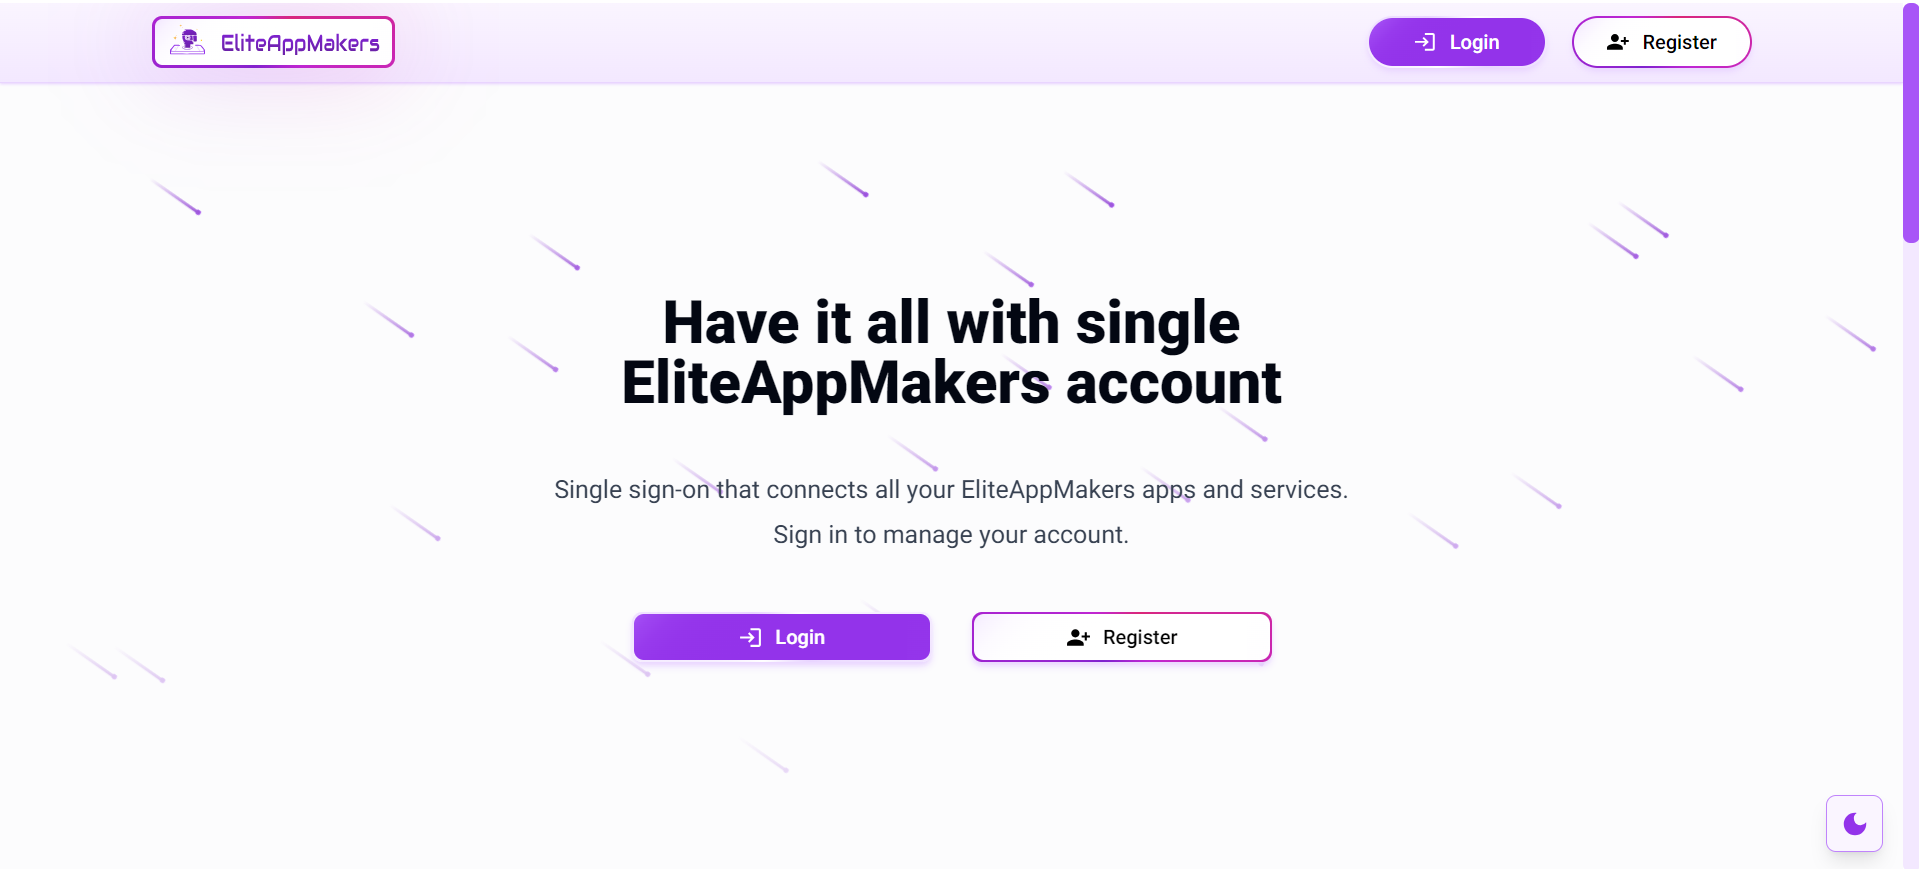 EliteAppMakers
Login
Register
Have it all with single
EliteAppMakers account
Single sign-on that connects all your EliteAppMakers apps and services.
Sign in to manage your account.
Login
Register